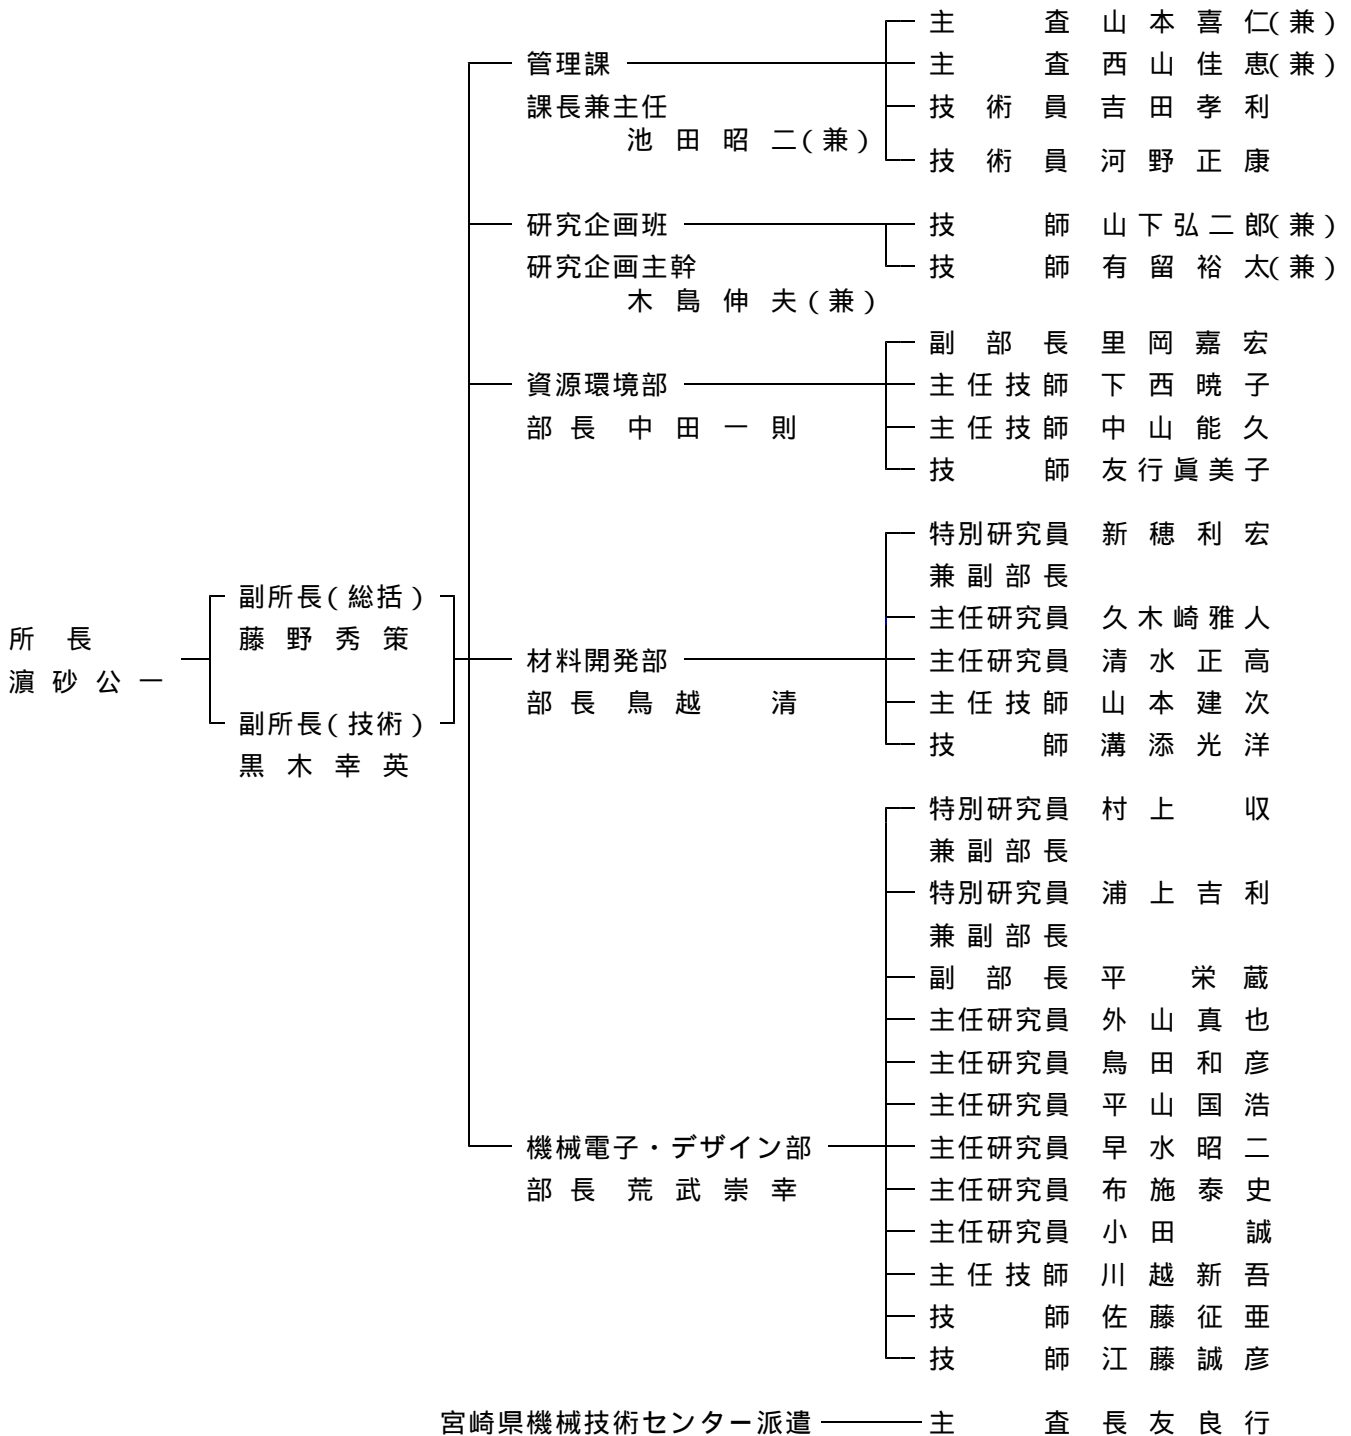 所長
濵砂公一
副所長(総括)
藤野秀策
副所長(技術)
黒木幸英
管理課
課長兼主任
池田昭二(兼)
主査 山本喜仁(兼)
主査 西山佳恵(兼)
技術員 吉田孝利
技術員 河野正康
研究企画班
研究企画主幹
木島伸夫(兼)
技師 山下弘二郎(兼)
技師 有留裕太(兼)
資源環境部
部長 中田一則
副部長 里岡嘉宏
主任技師 下西暁子
主任技師 中山能久
技師 友行眞美子
材料開発部
部長 鳥越清
特別研究員 新穂利宏
兼副部長
主任研究員 久木崎雅人
主任研究員 清水正高
主任技師 山本建次
技師 溝添光洋
機械電子・デザイン部
部長 荒武崇幸
特別研究員 村上収
兼副部長
特別研究員 浦上吉利
兼副部長
副部長 平栄蔵
主任研究員 外山真也
主任研究員 鳥田和彦
主任研究員 平山国浩
主任研究員 早水昭二
主任研究員 布施泰史
主任研究員 小田誠
主任技師 川越新吾
技師 佐藤征亜
技師 江藤誠彦
宮崎県機械技術センター派遣
主査 長友良行